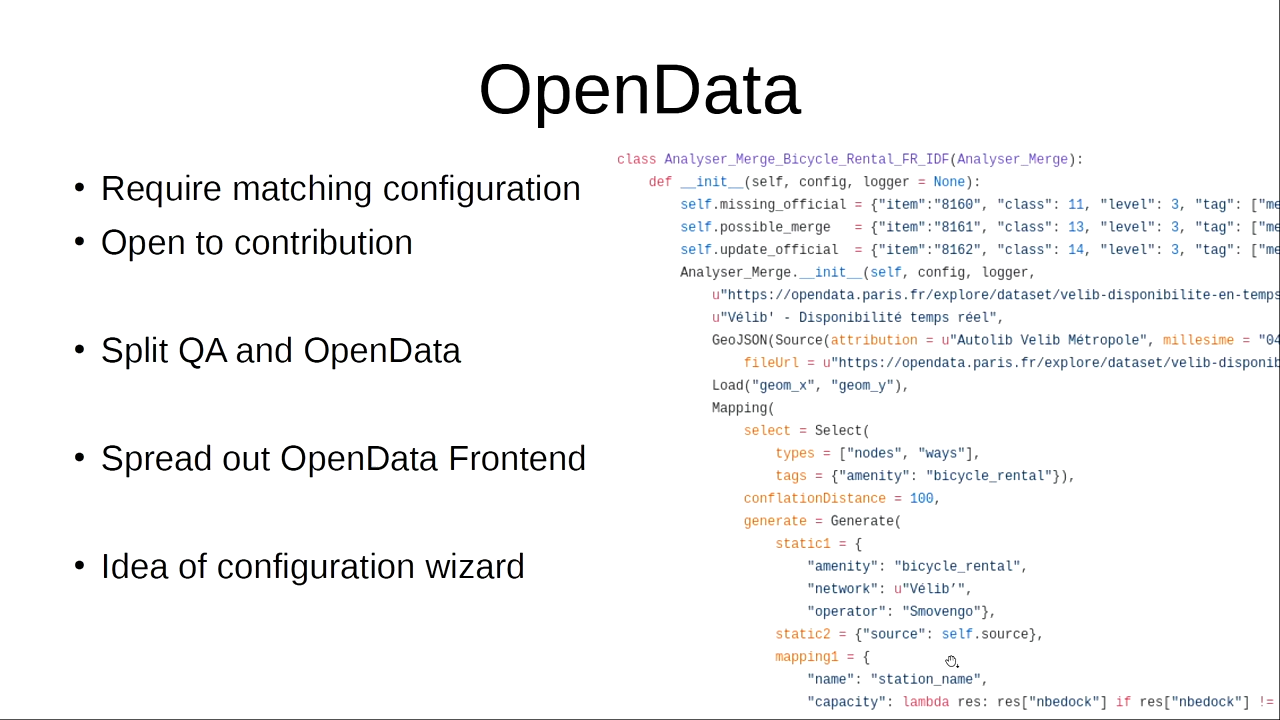 OpenData
• Require matching configuration
• Open to contribution
• Split QA and OpenData
• Spread out OpenData Frontend
• Idea of configuration wizard
class Analyser_Merge_Bicycle_Rental_FR_IDF(Analyser_Merge):
    def __init__(self, config, logger = None):
        self.missing_official = {"item":"8160", "class": 11, "level": 3, "tag": ["me
        self.possible_merge   = {"item":"8161", "class": 13, "level": 3, "tag": ["me
        self.update_official  = {"item":"8162", "class": 14, "level": 3, "tag": ["me
        Analyser_Merge.__init__(self, config, logger,
            u"https://opendata.paris.fr/explore/dataset/velib-disponibilite-en-temps
            u"Vélib' - Disponibilité temps réel",
            GeoJSON(Source(attribution = u"Autolib Velib Métropole", millesime = "04
                fileUrl = u"https://opendata.paris.fr/explore/dataset/velib-disponib
            Load("geom_x", "geom_y"),
            Mapping(
                select = Select(
                    types = ["nodes", "ways"],
                    tags = {"amenity": "bicycle_rental"}),
                conflationDistance = 100,
                generate = Generate(
                    static1 = {
                        "amenity": "bicycle_rental",
                        "network": u"Vélib’",
                        "operator": "Smovengo"},
                    static2 = {"source": self.source},
                    mapping1 = {
                        "name": "station_name",
                        "capacity": lambda res: res["nbedock"] if res["nbedock"] !=